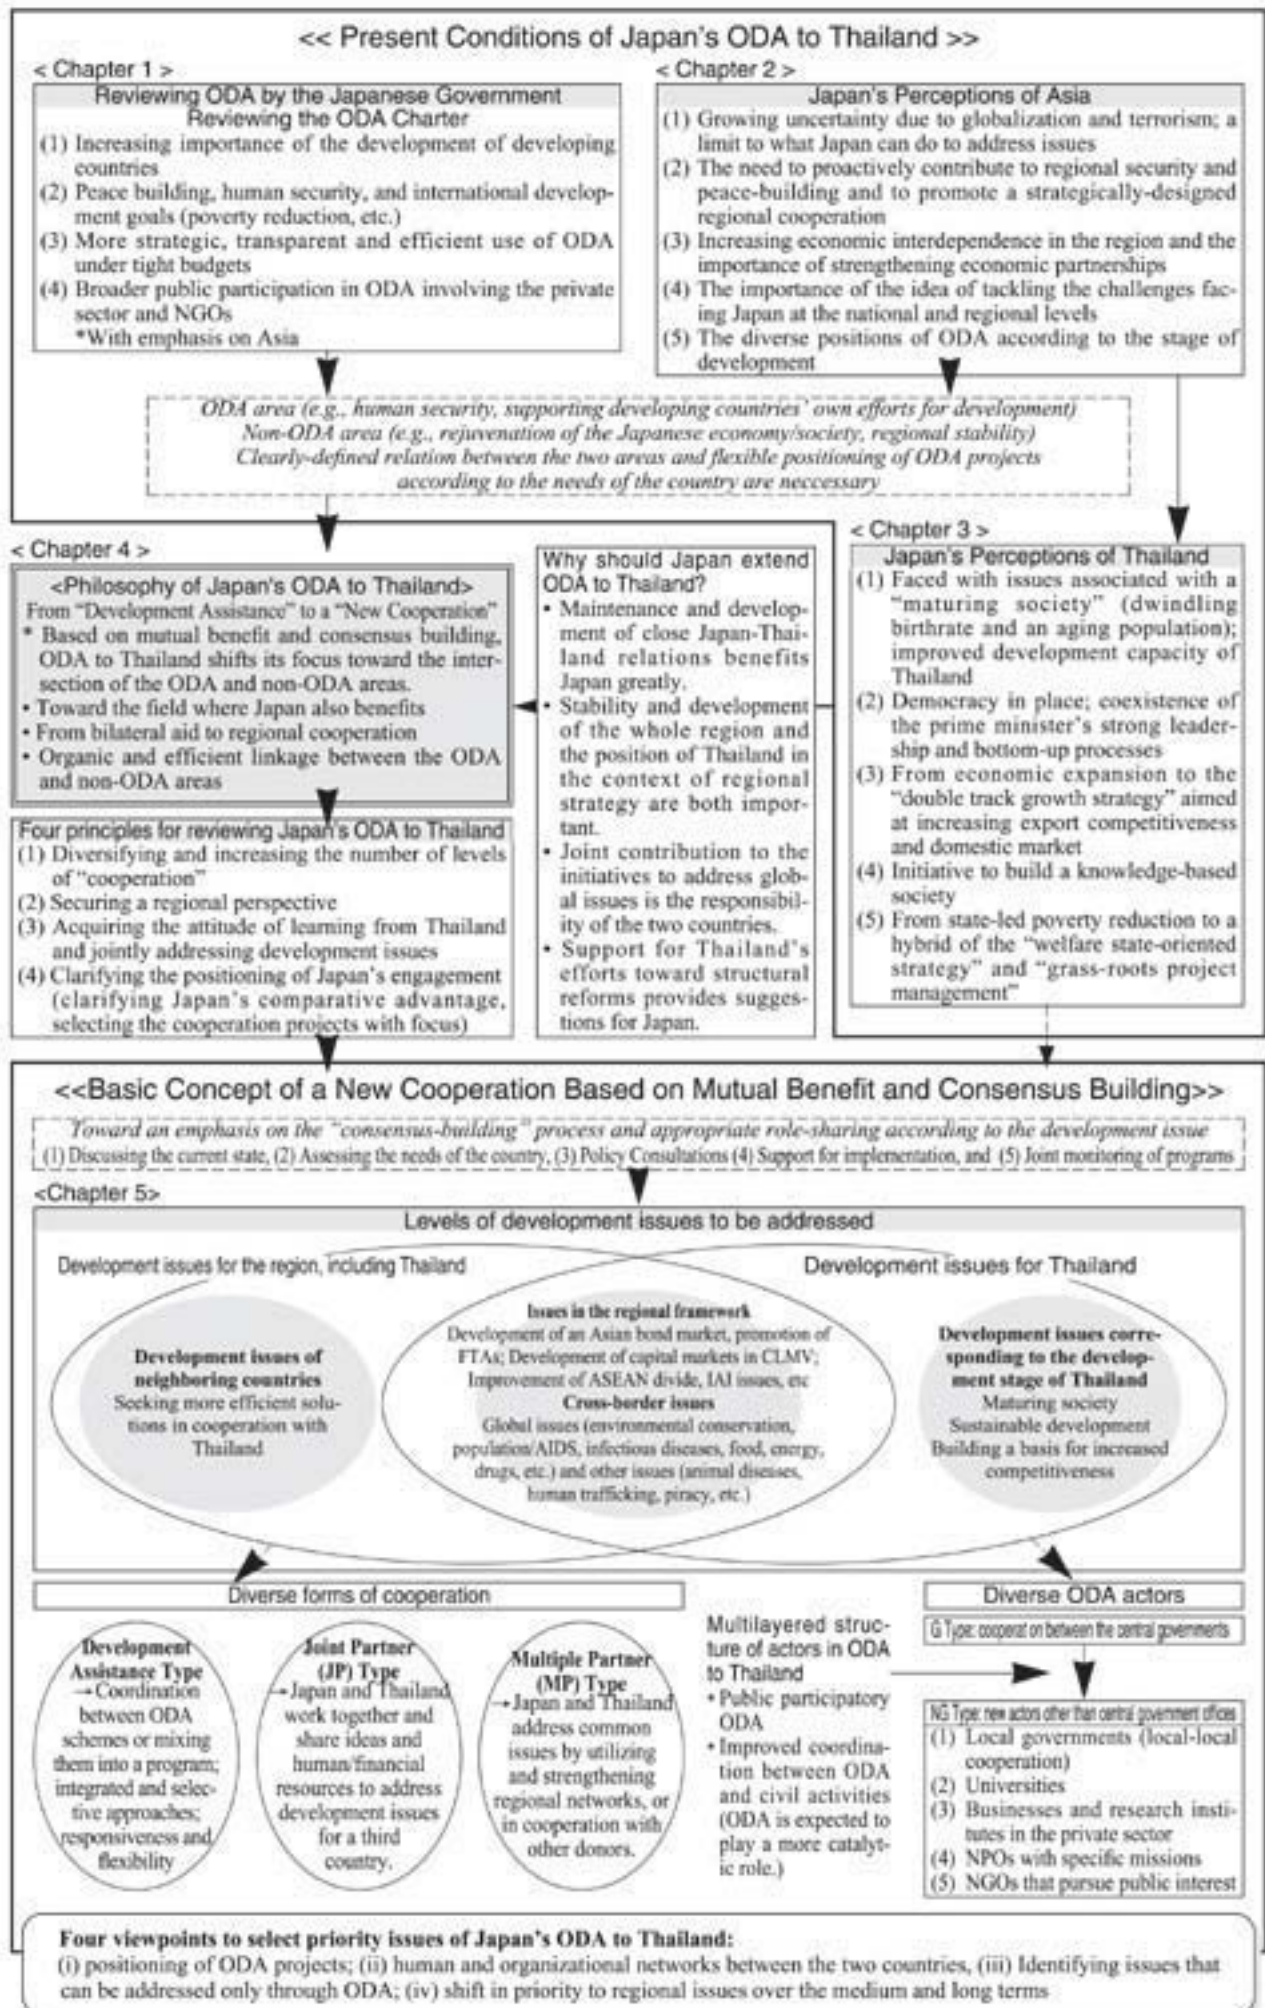 << Present Conditions of Japan's ODA to Thailand >>
< Chapter 1 >
Reviewing ODA by the Japanese Government
Reviewing the ODA Charter
(1) Increasing importance of the development of developing
countries
(2) Peace building, human security, and international develop-
ment goals (poverty reduction, etc.)
(3) More strategic, transparent and efficient use of ODA
under tight budgets
(4) Broader public participation in ODA involving the private
sector and NGOs
*With emphasis on Asia
< Chapter 2 >
Japan's Perceptions of Asia
(1) Growing uncertainty due to globalization and terrorism; a
limit to what Japan can do to address issues
(2) The need to proactively contribute to regional security and
peace-building and to promote a strategically-designed
regional cooperation
(3) Increasing economic interdependence in the region and the
importance of strengthening economic partnerships
(4) The importance of the idea of tackling the challenges fac-
ing Japan at the national and regional levels
(5) The diverse positions of ODA according to the stage of
development
ODA area (e.g., human security, supporting developing countries' own efforts for development)
Non-ODA area (e.g., rejuvenation of the Japanese economy/society, regional stability)
Clearly-defined relation between the two areas and flexible positioning of ODA projects
according to the needs of the country are neccessary
< Chapter 4 >
<Philosophy of Japan's ODA to Thailand>
From "Development Assistance" to a "New Cooperation"
* Based on mutual benefit and consensus building,
ODA to Thailand shifts its focus toward the inter-
section of the ODA and non-ODA areas.
• Toward the field where Japan also benefits
• From bilateral aid to regional cooperation
• Organic and efficient linkage between the ODA
and non-ODA areas
Four principles for reviewing Japan's ODA to Thailand
(1) Diversifying and increasing the number of levels
of "cooperation"
(2) Securing a regional perspective
(3) Acquiring the attitude of learning from Thailand
and jointly addressing development issues
(4) Clarifying the positioning of Japan's engagement
(clarifying Japan's comparative advantage,
selecting the cooperation projects with focus)
Why should Japan extend
ODA to Thailand?
• Maintenance and develop-
ment of close Japan-Thai-
land relations benefits
Japan greatly.
• Stability and development
of the whole region and
the position of Thailand in
the context of regional
strategy are both impor-
tant.
• Joint contribution to the
initiatives to address glob-
al issues is the responsibil-
ity of the two countries.
• Support for Thailand's
efforts toward structural
reforms provides sugges-
tions for Japan.
< Chapter 3 >
Japan's Perceptions of Thailand
(1) Faced with issues associated with a
"maturing society" (dwindling
birthrate and an aging population);
improved development capacity of
Thailand
(2) Democracy in place; coexistence of
the prime minister's strong leader-
ship and bottom-up processes
(3) From economic expansion to the
"double track growth strategy" aimed
at increasing export competitiveness
and domestic market
(4) Initiative to build a knowledge-based
society
(5) From state-led poverty reduction to a
hybrid of the "welfare state-oriented
strategy" and "grass-roots project
management"
<<Basic Concept of a New Cooperation Based on Mutual Benefit and Consensus Building>>
Toward an emphasis on the "consensus-building" process and appropriate role-sharing according to the development issue
(1) Discussing the current state, (2) Assessing the needs of the country, (3) Policy Consultations (4) Support for implementation, and (5) Joint monitoring of programs
<Chapter 5>
Levels of development issues to be addressed
Development issues for the region, including Thailand
Development issues for Thailand
Development issues of
neighboring countries
Seeking more efficient solu-
tions in cooperation with
Thailand
Issues in the regional framework
Development of an Asian bond market, promotion of
FTAs; Development of capital markets in CLMV;
Improvement of ASEAN divide, IAI issues, etc
Cross-border issues
Global issues (environmental conservation,
population/AIDS, infectious diseases, food, energy,
drugs, etc.) and other issues (animal diseases,
human trafficking, piracy, etc.)
Development issues corre-
sponding to the develop-
ment stage of Thailand
Maturing society
Sustainable development
Building a basis for increased
competitiveness
Diverse forms of cooperation
Development
Assistance Type
→Coordination
between ODA
schemes or mixing
them into a program;
integrated and selec-
tive approaches;
responsiveness and
flexibility
Joint Partner
(JP) Type
→Japan and Thailand
work together and
share ideas and
human/financial
resources to address
development issues
for a third
country.
Multiple Partner
(MP) Type
→Japan and Thailand
address common
issues by utilizing
and strengthening
regional networks, or
in cooperation with
other donors.
Multilayered struc-
ture of actors in ODA
to Thailand
• Public participatory
ODA
• Improved coordina-
tion between ODA
and civil activities
(ODA is expected to
play a more catalyt-
ic role.)
Diverse ODA actors
G Type: cooperat on between the central governments
NG Type: new actors other than central government offices
(1) Local governments (local-local
cooperation)
(2) Universities
(3) Businesses and research insti-
tutes in the private sector
(4) NPOs with specific missions
(5) NGOs that pursue public interest
Four viewpoints to select priority issues of Japan's ODA to Thailand:
(i) positioning of ODA projects; (ii) human and organizational networks between the two countries, (iii) Identifying issues that
can be addressed only through ODA; (iv) shift in priority to regional issues over the medium and long terms